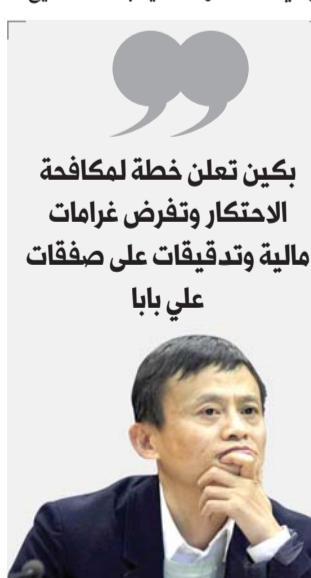 بكين تعلن خطة لمكافحة
الاحتكار وتفرض غرامات
مالية وتدقيقات على صفقات
علي بابا